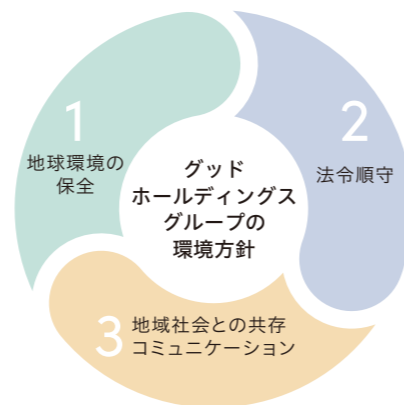 グッド
ホールディングス
グループの
環境方針
1
地球環境の
保全
2
法令順守
3
地域社会との共存
コミュニケーション